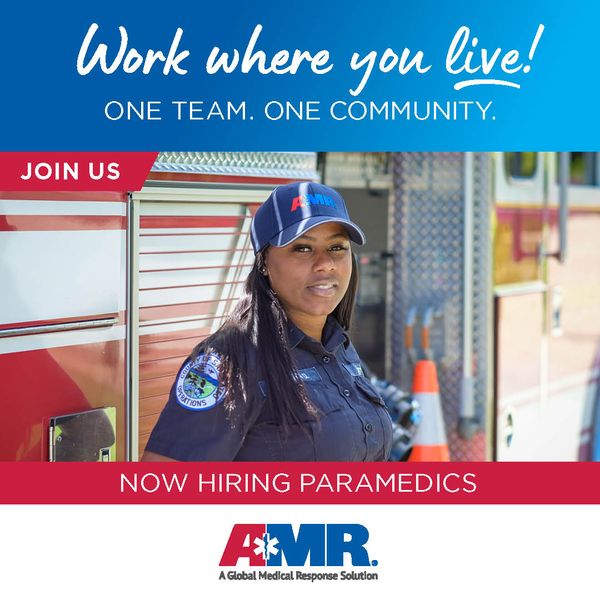 Work where you live!
ONE TEAM. ONE COMMUNITY.
JOIN US
AMR
OPERATIONS
NOW HIRING PARAMEDICS
AMR®
A Global Medical Response Solution